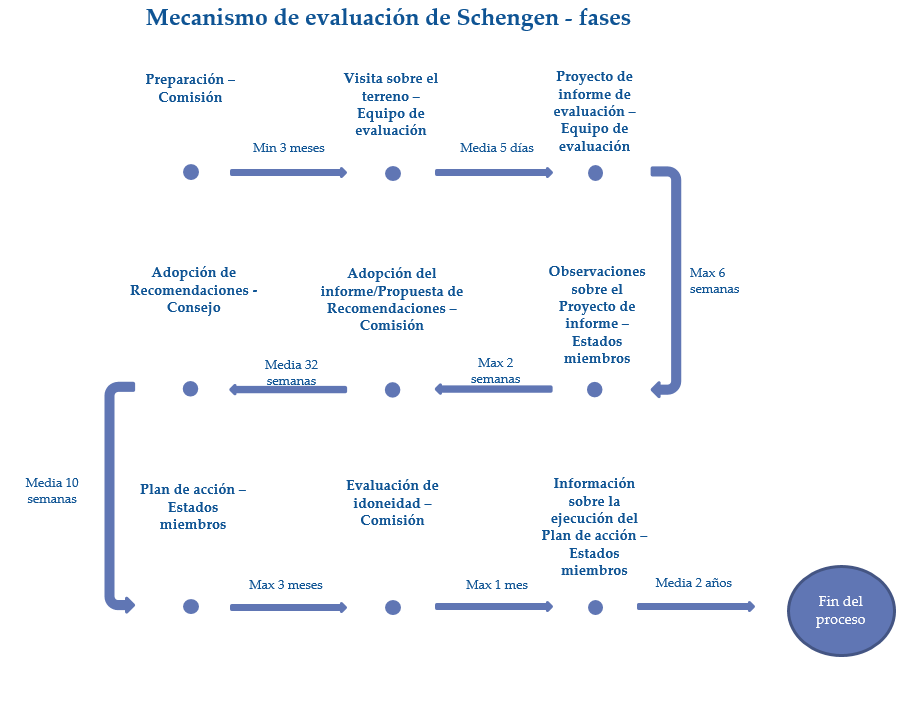 Mecanismo de evaluación de Schengen - fases
Preparación –
Comisión
Min 3 meses
Visita sobre el
terreno –
Equipo de
evaluación
Media 5 días
Proyecto de
informe de
evaluación –
Equipo de
evaluación
Max 6
semanas
Observaciones
sobre el
Proyecto de
informe –
Estados
miembros
Max 2
semanas
Adopción del
informe/Propuesta de
Recomendaciones –
Comisión
Media 32
semanas
Adopción de
Recomendaciones -
Consejo
Media 10
semanas
Plan de acción –
Estados
miembros
Max 3 meses
Evaluación de
idoneidad –
Comisión
Max 1 mes
Información
sobre la
ejecución del
Plan de acción –
Estados
miembros
Media 2 años
Fin del
proceso